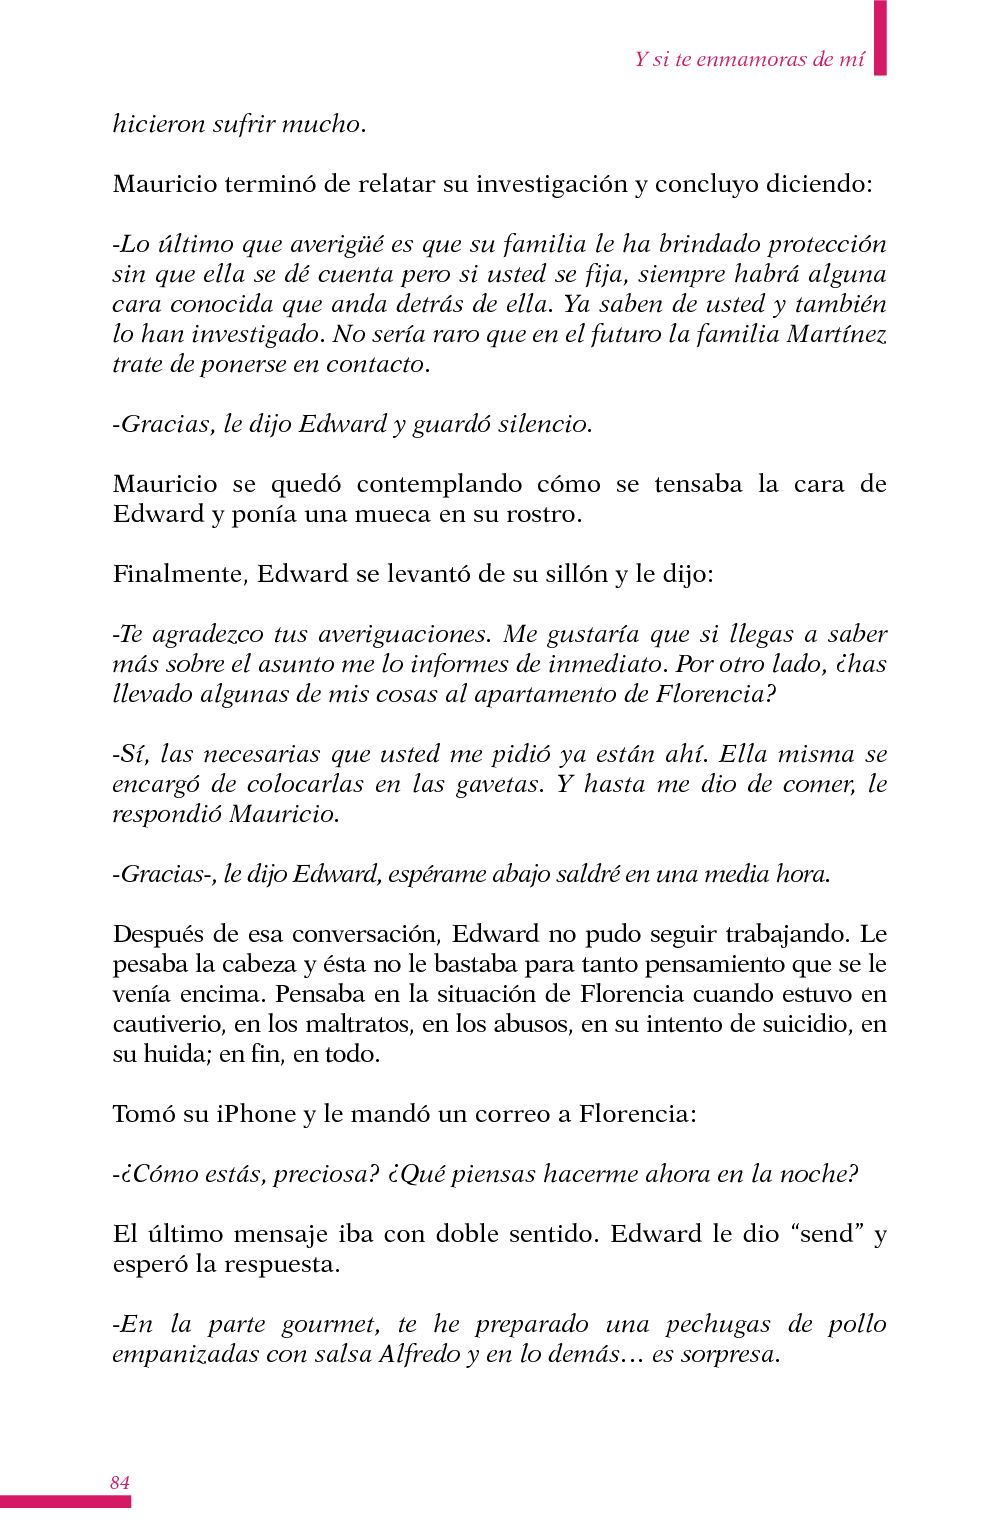 Y si te enmamoras de mí
hicieron sufrir mucho.
Mauricio terminó de relatar su investigación y concluyo diciendo:
-Lo último que averigüé es que su familia le ha brindado protección
sin que ella se dé cuenta pero si usted se fija, siempre habrá alguna
cara conocida que anda detrás de ella. Ya saben de usted y también
lo han investigado. No sería raro que en el futuro la familia Martínez
trate de ponerse en contacto.
-Gracias, le dijo Edward y guardó silencio.
Mauricio se quedó contemplando cómo se tensaba la cara de
Edward y ponía una mueca en su rostro.
Finalmente, Edward se levantó de su sillón y le dijo:
-Te agradezco tus averiguaciones. Me gustaría que si llegas a saber
más sobre el asunto me lo informes de inmediato. Por otro lado, ¿has
llevado algunas de mis cosas al apartamento de Florencia?
-Sí, las necesarias que usted me pidió ya están ahí. Ella misma se
encargó de colocarlas en las gavetas. Y hasta me dio de comer, le
respondió Mauricio.
-Gracias-, le dijo Edward, espérame abajo saldré en una media hora.
Después de esa conversación, Edward no pudo seguir trabajando. Le
pesaba la cabeza y ésta no le bastaba para tanto pensamiento que se le
venía encima. Pensaba en la situación de Florencia cuando estuvo en
cautiverio, en los maltratos, en los abusos, en su intento de suicidio, en
su huida; en fin, en todo.
Tomó su iPhone y le mandó un correo a Florencia:
-¿Cómo estás, preciosa? ¿Qué piensas hacerme ahora en la noche?
El último mensaje iba con doble sentido. Edward le dio “send” y
esperó la respuesta.
-En la parte gourmet, te he preparado una pechugas de pollo
empanizadas con salsa Alfredo y en lo demás… es sorpresa.
84